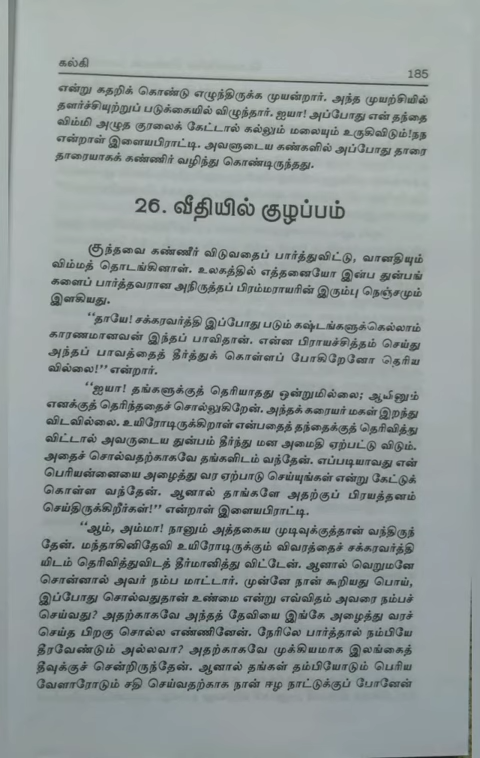 கல்கி
185
என்று கதறிக் கொண்டு எழுந்திருக்க முயன்றார். அந்த முயற்சியில்
தளர்ச்சியுற்றுப் படுக்கையில் விழுந்தார். ஐயா! அப்போது என் தந்தை
விம்மி அழுத குரலைக் கேட்டால் கல்லும் மலையும் உருகிவிடும்!நந
என்றாள் இளையபிராட்டி. அவளுடைய கண்களில் அப்போது தாரை
தாரையாகக் கண்ணீர் வழிந்து கொண்டிருந்தது.
26. வீதியில் குழப்பம்
குந்தவை கண்ணீர் விடுவதைப் பார்த்துவிட்டு, வானதியும்
விம்மத் தொடங்கினாள். உலகத்தில் எத்தனையோ இன்ப துன்பங்
களைப் பார்த்தவரான அநிருத்தப் பிரம்மராயரின் இரும்பு நெஞ்சமும்
இளகியது.
"தாயே! சக்கரவர்த்தி இப்போது படும் கஷ்டங்களுக்கெல்லாம்
காரணமானவன் இந்தப் பாவிதான். என்ன பிராயச்சித்தம் செய்து
அந்தப் பாவத்தைத் தீர்த்துக் கொள்ளப் போகிறேனோ தெரிய
வில்லை!" என்றார்.
"ஐயா! தங்களுக்குத் தெரியாதது ஒன்றுமில்லை; ஆயினும்
எனக்குத் தெரிந்ததைச் சொல்லுகிறேன். அந்தக் கரையர் மகள் இறந்து
விடவில்லை. உயிரோடிருக்கிறாள் என்பதைத் தந்தைக்குத் தெரிவித்து
விட்டால் அவருடைய துன்பம் தீர்ந்து மன அமைதி ஏற்பட்டு விடும்.
அதைச் சொல்வதற்காகவே தங்களிடம் வந்தேன். எப்படியாவது என்
பெரியன்னையை அழைத்து வர ஏற்பாடு செய்யுங்கள் என்று கேட்டுக்
கொள்ள வந்தேன். ஆனால் தாங்களே அதற்குப் பிரயத்தனம்
செய்திருக்கிறீர்கள்!" என்றாள் இளையபிராட்டி.
"ஆம், அம்மா! நானும் அத்தகைய முடிவுக்குத்தான் வந்திருந்
தேன். மந்தாகினிதேவி உயிரோடிருக்கும் விவரத்தைச் சக்கரவர்த்தி
யிடம் தெரிவித்துவிடத் தீர்மானித்து விட்டேன். ஆனால் வெறுமனே
சொன்னால் அவர் நம்ப மாட்டார். முன்னே நான் கூறியது பொய்,
இப்போது சொல்வதுதான் உண்மை என்று எவ்விதம் அவரை நம்பச்
செய்வது? அதற்காகவே அந்தத் தேவியை இங்கே அழைத்து வரச்
செய்த பிறகு சொல்ல எண்ணினேன். நேரிலே பார்த்தால் நம்பியே
தீரவேண்டும் அல்லவா? அதற்காகவே முக்கியமாக இலங்கைத்
தீவுக்குச் சென்றிருந்தேன். ஆனால் தங்கள் தம்பியோடும் பெரிய
வேளாரோடும் சதி செய்வதற்காக நான் ஈழ நாட்டுக்குப் போனேன்